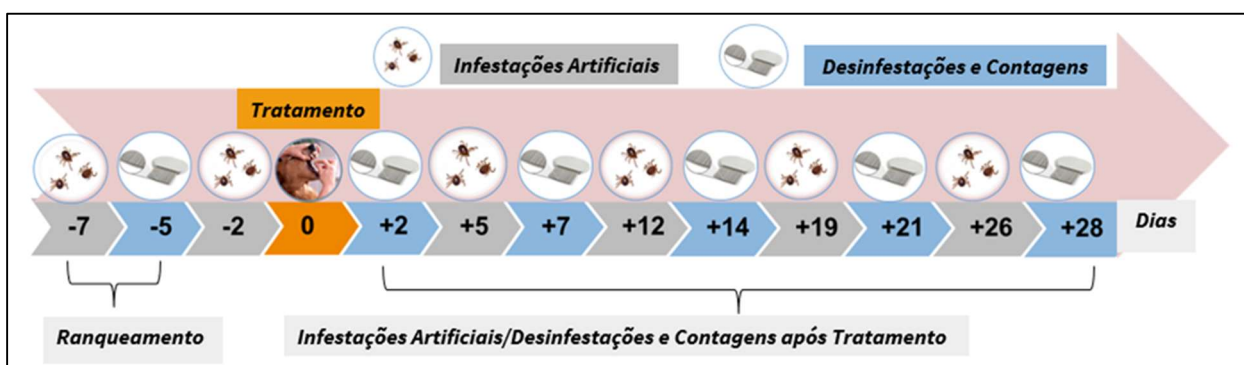 Infestações Artificiais
Desinfestações e Contagens
Tratamento
-7 -5 -2 0 +2 +5 +7 +12 +14 +19 +21 +26 +28 Dias
Ranqueamento
Infestações Artificiais/Desinfestações e Contagens após Tratamento